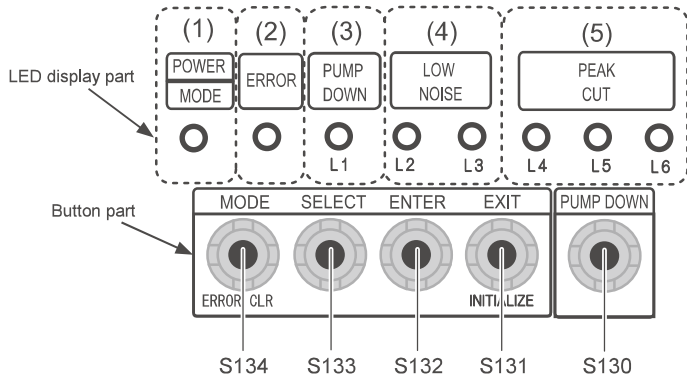 (1) (2) (3) (4) (5)
POWER
MODE
ERROR
PUMP
DOWN
LOW
NOISE
PEAK
CUT
LED display part
L1 L2 L3 L4 L5 L6
Button part
MODE SELECT ENTER EXIT PUMP DOWN
ERROR CLR INITIALIZE
S134 S133 S132 S131 S130